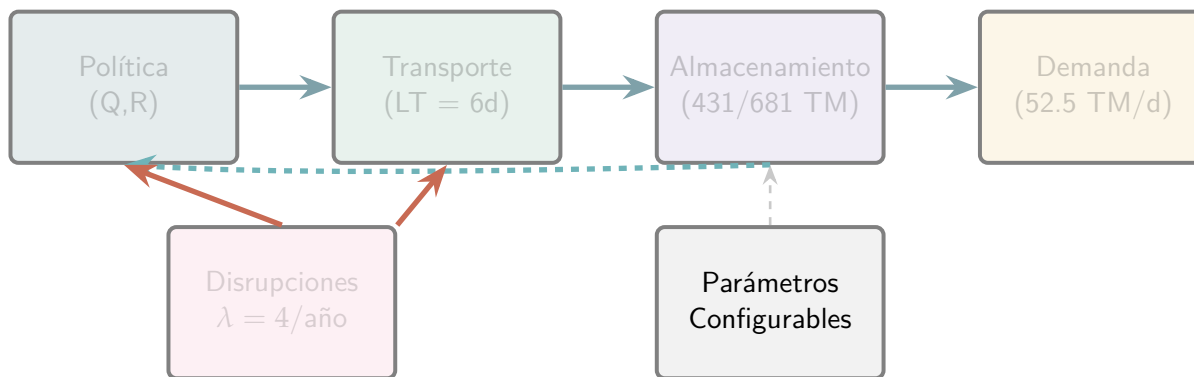 Política
(Q,R)
Transporte
(LT = 6d)
Almacenamiento
(431/681 TM)
Demanda
(52.5 TM/d)
Disrupciones
λ = 4/año
Parámetros
Configurables